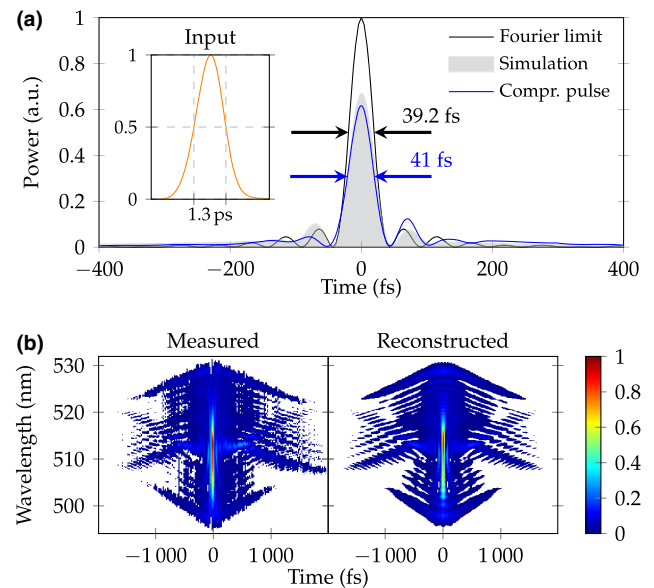 (a)
Power (a.u.)
1
0.8
0.6
0.4
0.2
0
Input
1
0.5
0
1.3 ps
Fourier limit
Simulation
Compr. pulse
39.2 fs
41 fs
−400 −200 0 200 400
Time (fs)
(b)
Measured Reconstructed
Wavelength (nm)
530
520
510
500
1
0.8
0.6
0.4
0.2
0
−1 000 0 1 000 −1 000 0 1 000
Time (fs) Time (fs)